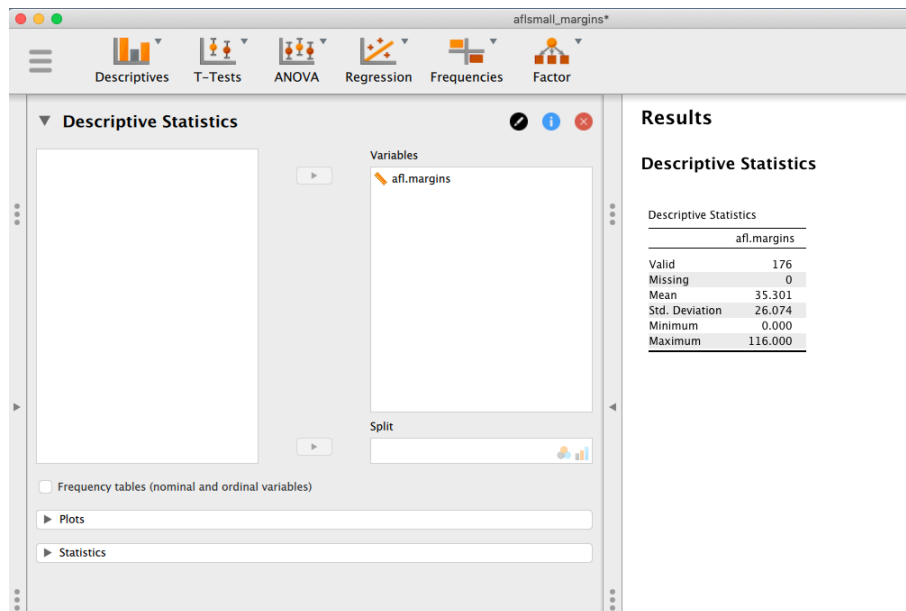 aflsmall_margins*
Descriptives T-Tests ANOVA Regression Frequencies Factor
Descriptive Statistics
Variables
afl.margins
Split
Frequency tables (nominal and ordinal variables)
Plots
Statistics
Results
Descriptive Statistics
Descriptive Statistics
afl.margins
Valid 176
Missing 0
Mean 35.301
Std. Deviation 26.074
Minimum 0.000
Maximum 116.000